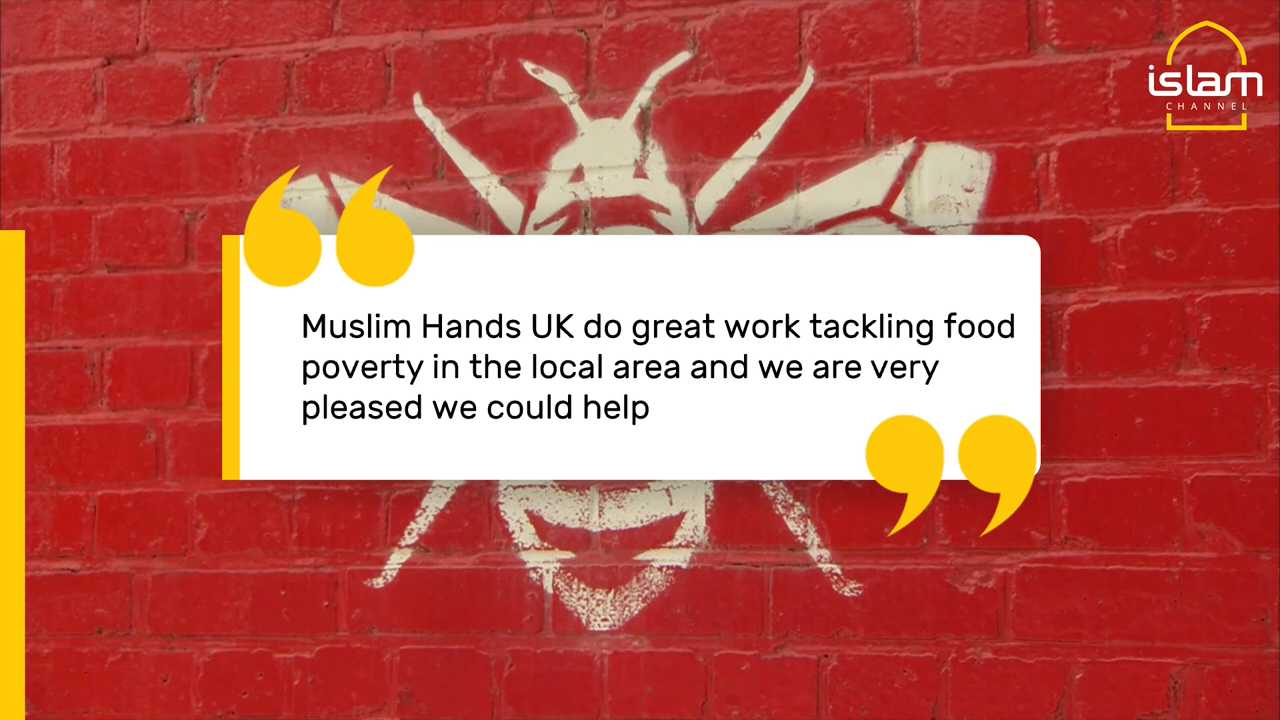 islam
CHANNEL
Muslim Hands UK do great work tackling food
poverty in the local area and we are very
pleased we could help